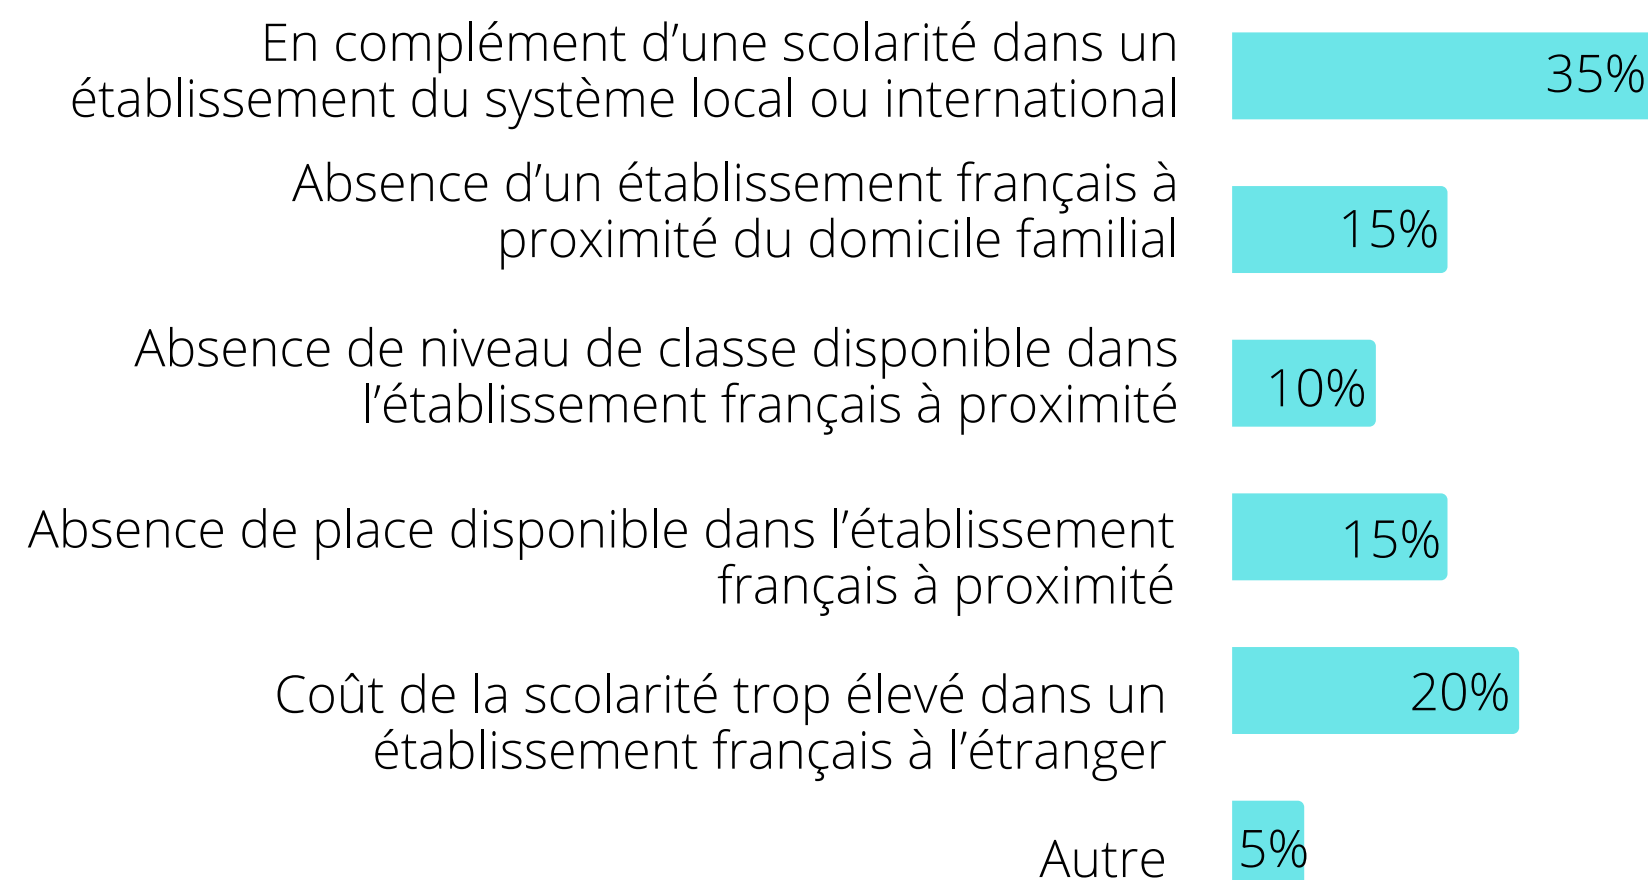 En complément d’une scolarité dans un
établissement du système local ou international
35%
Absence d’un établissement français à
proximité du domicile familial
15%
Absence de niveau de classe disponible dans
l’établissement français à proximité
10%
Absence de place disponible dans l’établissement
français à proximité
15%
Coût de la scolarité trop élevé dans un
établissement français à l’étranger
20%
Autre
5%